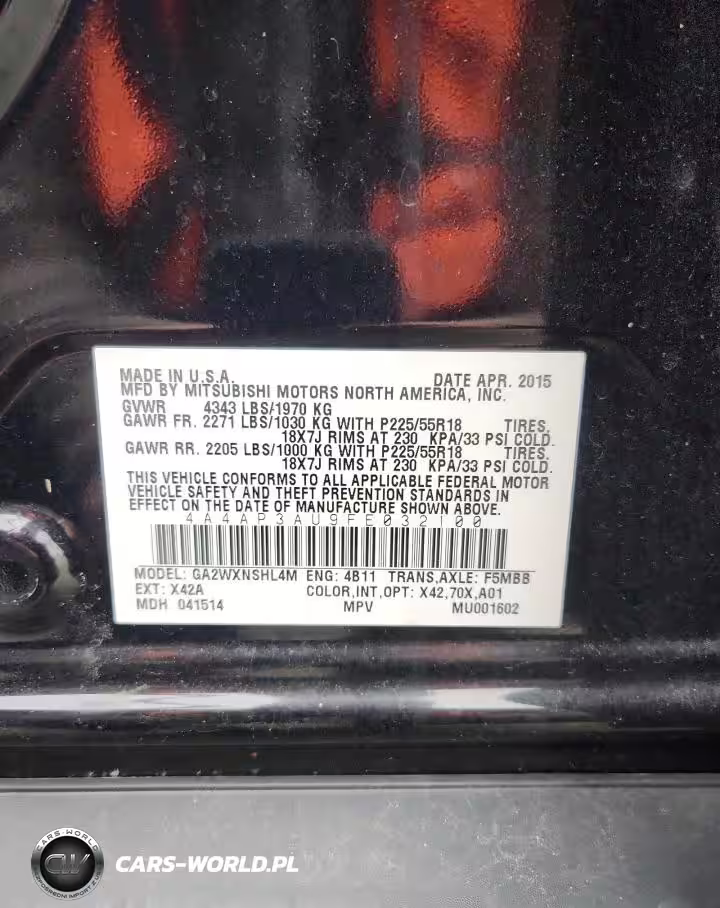 MADE IN U.S.A. DATE APR. 2015
MFD BY MITSUBISHI MOTORS NORTH AMERICA, INC.
GVWR 4343 LBS/1970 KG
GAWR FR. 2271 LBS/1030 KG WITH P225/55R18 TIRES,
18X7J RIMS AT 230 KPA/33 PSI COLD.
GAWR RR. 2205 LBS/1000 KG WITH P225/55R18 TIRES.
18X7J RIMS AT 230 KPA/33 PSI COLD.
THIS VEHICLE CONFORMS TO ALL APPLICABLE FEDERAL MOTOR
VEHICLE SAFETY AND THEFT PREVENTION STANDARDS IN
EFFECT ON THE DATE OF MANUFACTURE SHOWN ABOVE.
4A4AP3AU9FE032100
MODEL: GA2WXNSHL4M ENG: 4B11 TRANS,AXLE: F5MBB
EXT: X42A COLOR,INT,OPT: X42,70X,A01
MDH 041514 MPV MU001602
CARS-WORLD
CW
CARS-WORLD.PL